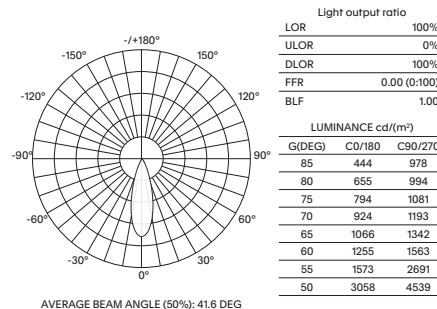 -/+180°
-150° 150°
-120° 120°
-90° 90°
-60° 60°
-30° 30°
0°
AVERAGE BEAM ANGLE (50%): 41.6 DEG
Light output ratio
LOR 100%
ULOR 0%
DLOR 100%
FFR 0.00 (0:100)
BLF 1.00
LUMINANCE cd/(m²)
G(DEG) C0/180 C90/270
85 444 978
80 655 994
75 794 1081
70 924 1193
65 1066 1342
60 1255 1563
55 1573 2691
50 3058 4539